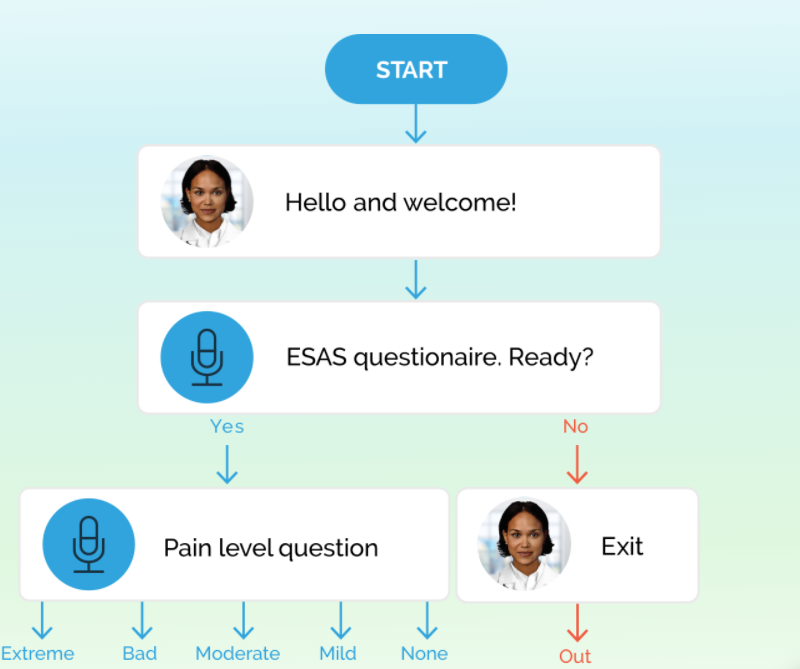 START
Hello and welcome!
ESAS questionaire. Ready?
Yes
No
Pain level question
Exit
Extreme
Bad
Moderate
Mild
None
Out